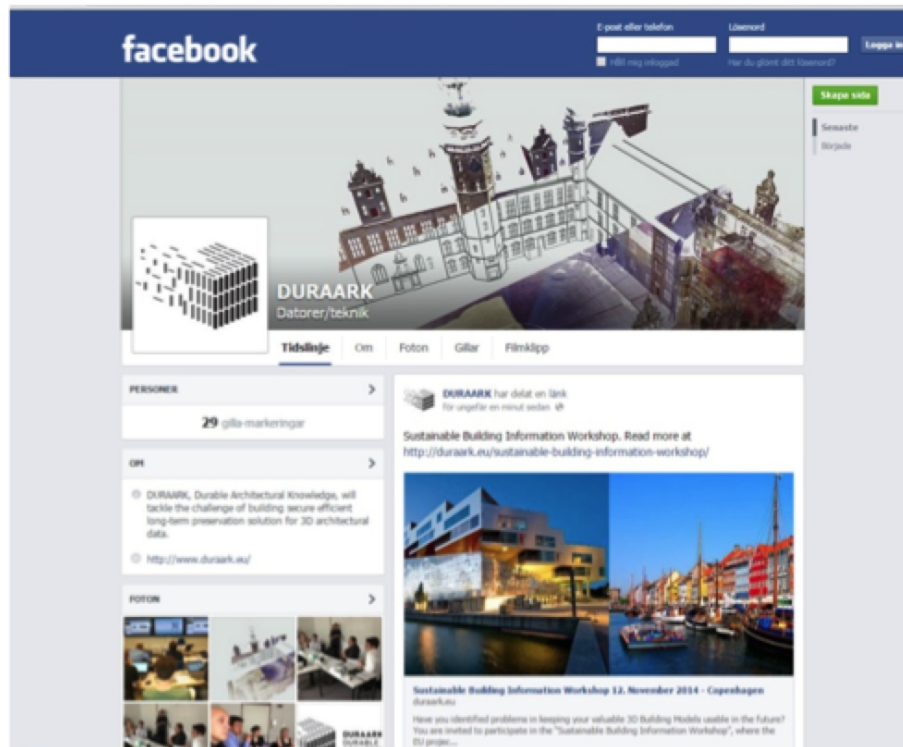 facebook
E-post eller telefon
Lösenord
Logga in
Håll mig inloggad
Har du glömt ditt lösenord?
Skapa sida
Senaste
Började
DURAARK
Datorer/teknik
Tidslinje Om Foton Gillar Filmklipp
PERSONER
29 gilla-markeringar
OM
DURAARK, Durable Architectural Knowledge, will
tackle the challenge of building secure efficient
long-term preservation solution for 3D architectural
data.
http://www.duraark.eu/
FOTON
DURAARK
DURABLE
DURAARK har delat en länk
för ungefär en minut sedan
Sustainable Building Information Workshop. Read more at
http://duraark.eu/sustainable-building-information-workshop/
Sustainable Building Information Workshop 12. November 2014 - Copenhagen
duraark.eu
Have you identified problems in keeping your valuable 3D Building Models usable in the future?
You are invited to participate in the "Sustainable Building Information Workshop", where the
EU projec...